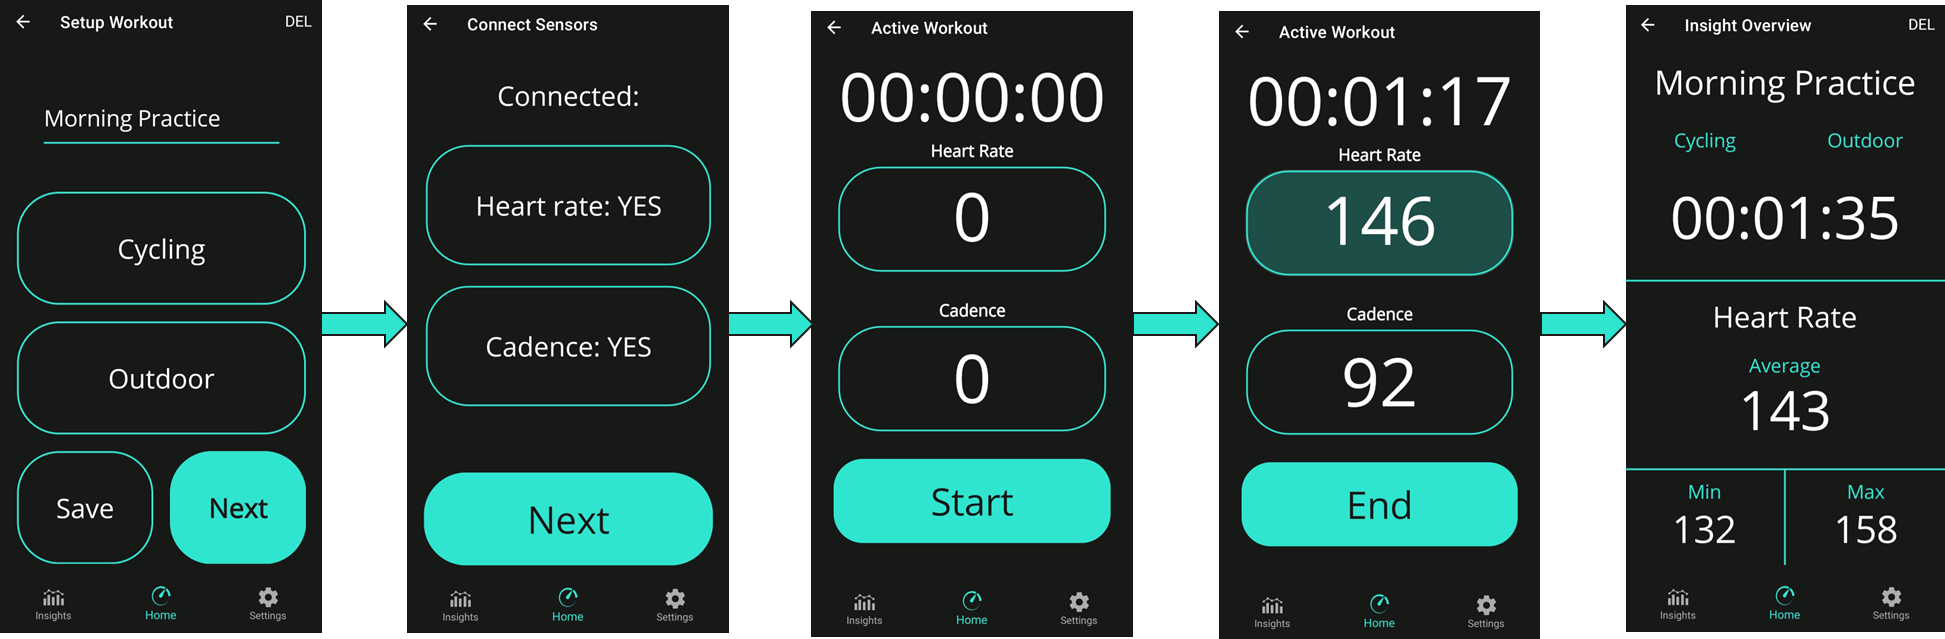 Setup Workout DEL
Morning Practice
Cycling
Outdoor
Save Next
Insights Home Settings
Connect Sensors
Connected:
Heart rate: YES
Cadence: YES
Next
Insights Home Settings
Active Workout
00:00:00
Heart Rate
0
Cadence
0
Start
Insights Home Settings
Active Workout
00:01:17
Heart Rate
146
Cadence
92
End
Insights Home Settings
Insight Overview DEL
Morning Practice
Cycling Outdoor
00:01:35
Heart Rate
Average
143
Min Max
132 158
Insights Home Settings